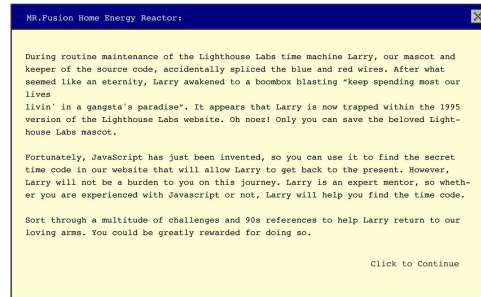 MR.Fusion Home Energy Reactor:
During routine maintenance of the Lighthouse Labs time machine Larry, our mascot and
keeper of the source code, accidentally spliced the blue and red wires. After what
seemed like an eternity, Larry awakened to a boombox blasting “keep spending most our
lives
livin' in a gangsta's paradise”. It appears that Larry is now trapped within the 1995
version of the Lighthouse Labs website. Oh noez! Only you can save the beloved Light-
house Labs mascot.
Fortunately, JavaScript has just been invented, so you can use it to find the secret
time code in our website that will allow Larry to get back to the present. However,
Larry will not be a burden to you on this journey. Larry is an expert mentor, so wheth-
er you are experienced with Javascript or not, Larry will help you find the time code.
Sort through a multitude of challenges and 90s references to help Larry return to our
loving arms. You could be greatly rewarded for doing so.
Click to Continue